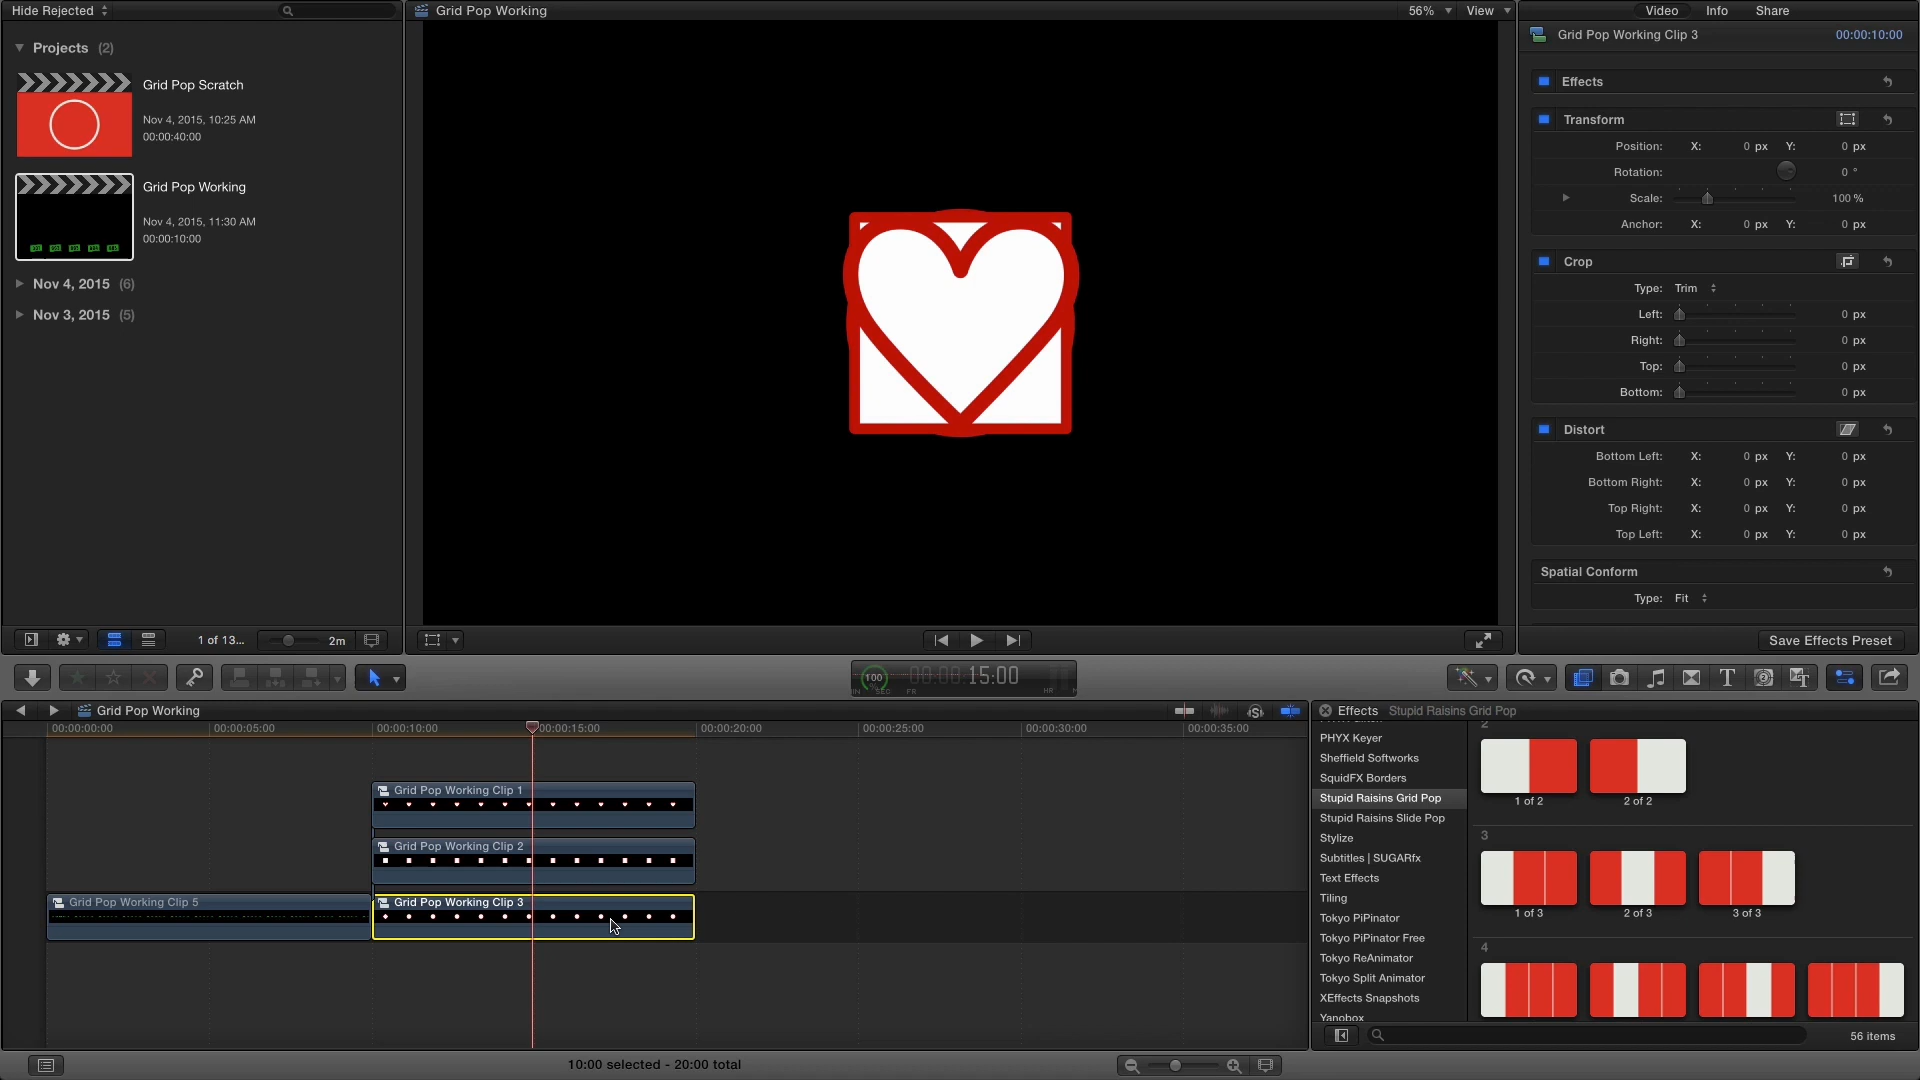 Hide Rejected
Grid Pop Working
56%
View
Video
Info
Share
Projects (2)
Grid Pop Scratch
Nov 4, 2015, 10:25 AM
00:00:40:00
Grid Pop Working
Nov 4, 2015, 11:30 AM
00:00:10:00
Nov 4, 2015 (6)
Nov 3, 2015 (5)
Grid Pop Working Clip 3
00:00:10:00
Effects
Transform
Position: X: 0 px Y: 0 px
Rotation: 0 °
Scale: 100 %
Anchor: X: 0 px Y: 0 px
Crop
Type: Trim
Left: 0 px
Right: 0 px
Top: 0 px
Bottom: 0 px
Distort
Bottom Left: X: 0 px Y: 0 px
Bottom Right: X: 0 px Y: 0 px
Top Right: X: 0 px Y: 0 px
Top Left: X: 0 px Y: 0 px
Spatial Conform
Type: Fit
Save Effects Preset
1 of 13...
2m
100
%
00:00:15:00
MIN SEC FR
HR
Grid Pop Working
00:00:00:00
00:00:05:00
00:00:10:00
00:00:15:00
00:00:20:00
00:00:25:00
00:00:30:00
00:00:35:00
Grid Pop Working Clip 1
Grid Pop Working Clip 2
Grid Pop Working Clip 5
Grid Pop Working Clip 3
10:00 selected - 20:00 total
Effects
Stupid Raisins Grid Pop
PHYX Keyer
Sheffield Softworks
SquidFX Borders
Stupid Raisins Grid Pop
Stupid Raisins Slide Pop
Stylize
Subtitles | SUGARfx
Text Effects
Tiling
Tokyo PiPinator
Tokyo PiPinator Free
Tokyo ReAnimator
Tokyo Split Animator
XEffects Snapshots
Yanobox
2
1 of 2
2 of 2
3
1 of 3
2 of 3
3 of 3
4
56 items